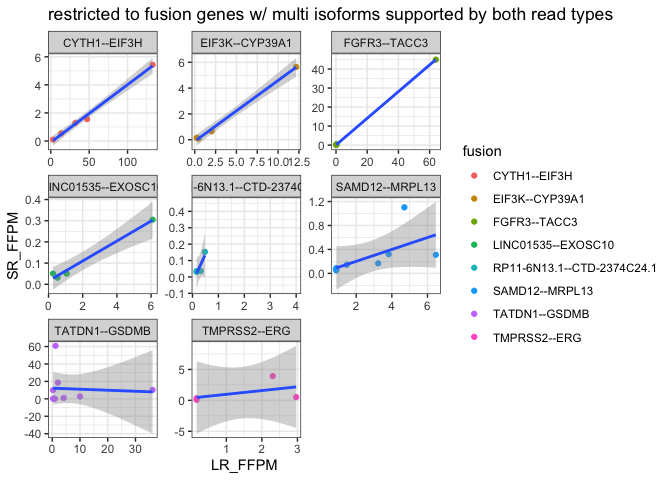 restricted to fusion genes w/ multi isoforms supported by both read types
CYTH1--EIF3H
EIF3K--CYP39A1
FGFR3--TACC3
6
4
2
0
50
100
6
4
2
0
0.0 2.5 5.0 7.5 10.0 12.5
40
30
20
10
0
0
20
40
60
INC01535--EXOSC1
-6N13.1--CTD-2374C
SAMD12--MRPL13
0.4
0.3
0.2
0.1
0.0
0
2
4
6
0.4
0.3
0.2
0.1
0.0
-0.1
0
1
2
3
4
1.2
0.8
0.4
0.0
2
4
6
TATDN1--GSDMB
TMPRSS2--ERG
60
40
20
0
-20
-40
0
10
20
30
5
0
-5
1
2
3
SR_FFPM
LR_FFPM
fusion
CYTH1--EIF3H
EIF3K--CYP39A1
FGFR3--TACC3
LINC01535--EXOSC10
RP11-6N13.1--CTD-2374C24.1
SAMD12--MRPL13
TATDN1--GSDMB
TMPRSS2--ERG